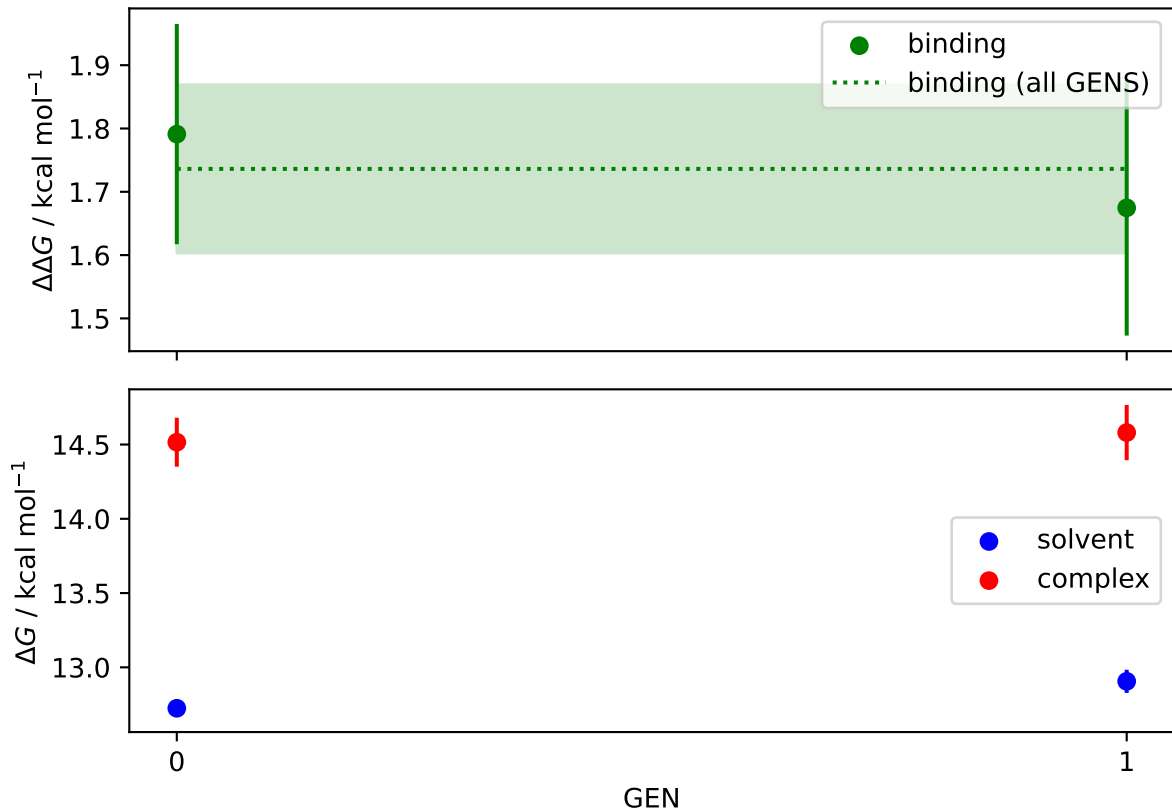 ΔΔG / kcal mol⁻¹
1.9
1.8
1.7
1.6
1.5
binding
binding (all GENS)
ΔG / kcal mol⁻¹
14.5
14.0
13.5
13.0
solvent
complex
0
1
GEN